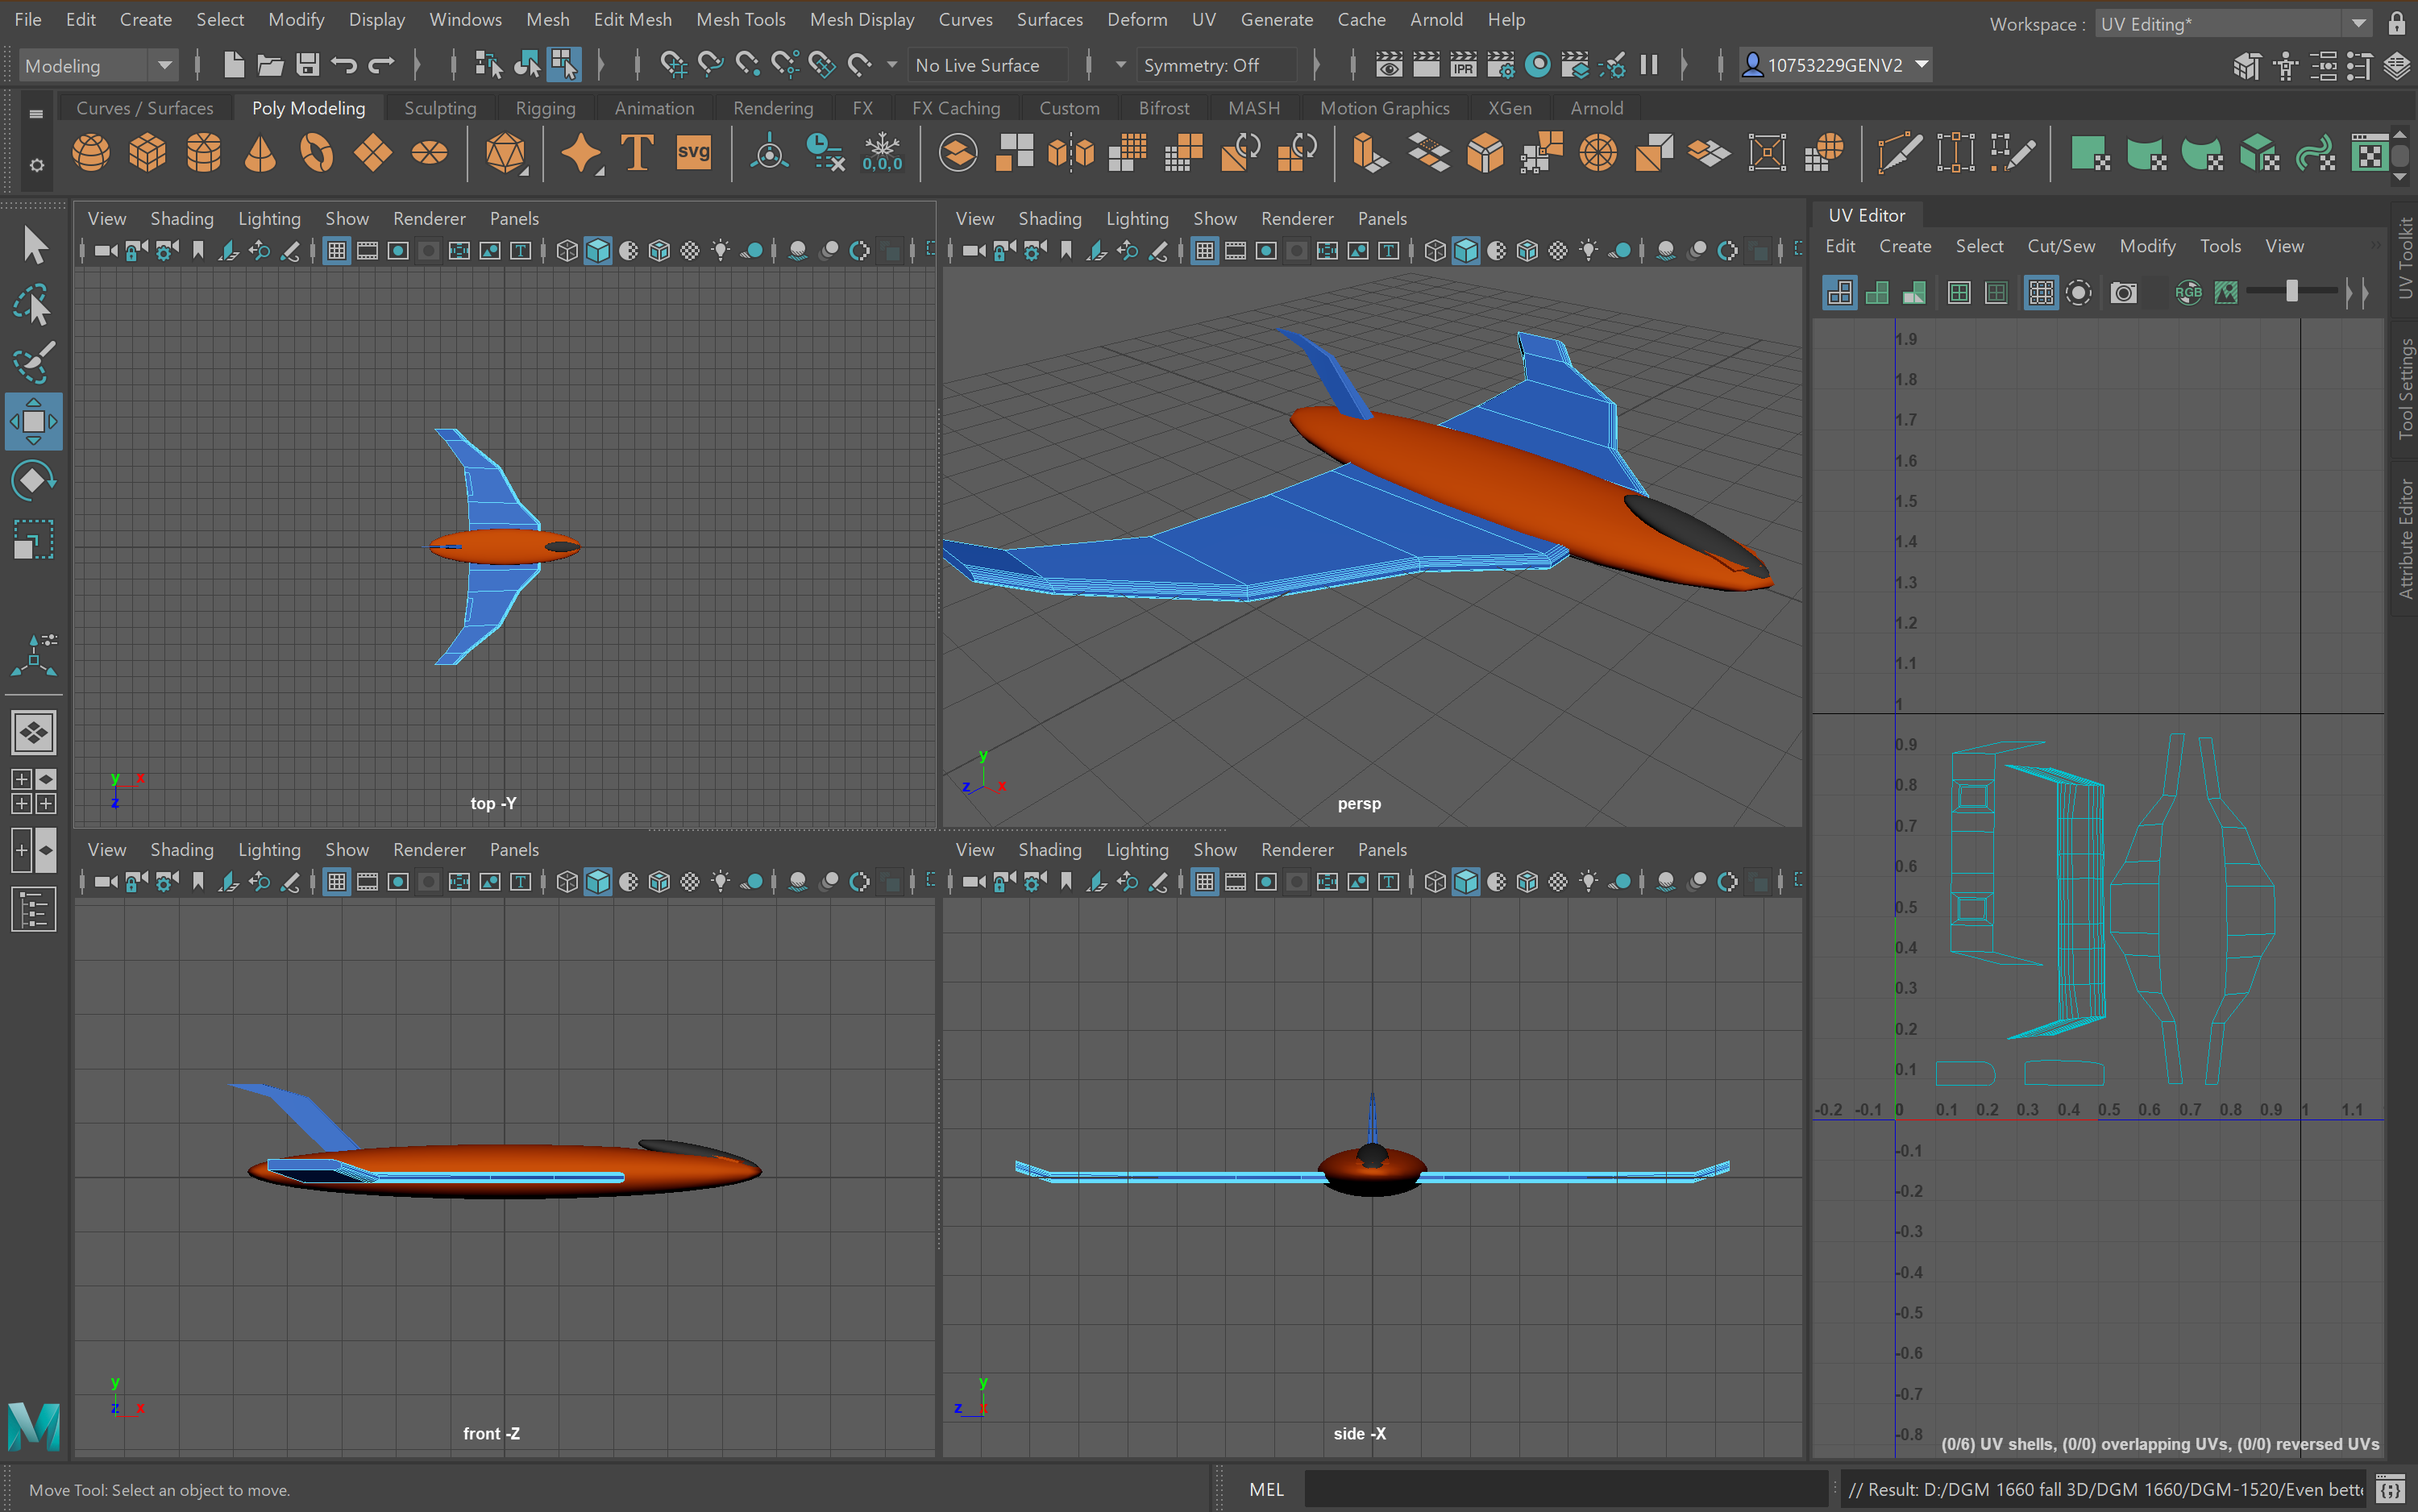 File Edit Create Select Modify Display Windows Mesh Edit Mesh Mesh Tools Mesh Display Curves Surfaces Deform UV Generate Cache Arnold Help
Workspace : UV Editing*
Modeling
No Live Surface
Symmetry: Off
IPR
10753229GENV2
Curves / Surfaces Poly Modeling Sculpting Rigging Animation Rendering FX FX Caching Custom Bifrost MASH Motion Graphics XGen Arnold
T
svg
0,0,0
View Shading Lighting Show Renderer Panels
top -Y
y x
z
View Shading Lighting Show Renderer Panels
persp
y
z x
View Shading Lighting Show Renderer Panels
front -Z
y
z x
View Shading Lighting Show Renderer Panels
side -X
y
z x
UV Editor
Edit Create Select Cut/Sew Modify Tools View
RGB
1.9
1.8
1.7
1.6
1.5
1.4
1.3
1.2
1.1
1
0.9
0.8
0.7
0.6
0.5
0.4
0.3
0.2
0.1
-0.2 -0.1 0 0.1 0.2 0.3 0.4 0.5 0.6 0.7 0.8 0.9 1 1.1
-0.1
-0.2
-0.3
-0.4
-0.5
-0.6
-0.7
-0.8
(0/6) UV shells, (0/0) overlapping UVs, (0/0) reversed UVs
UV Toolkit
Tool Settings
Attribute Editor
M
Move Tool: Select an object to move.
MEL
// Result: D:/DGM 1660 fall 3D/DGM 1660/DGM-1520/Even bett